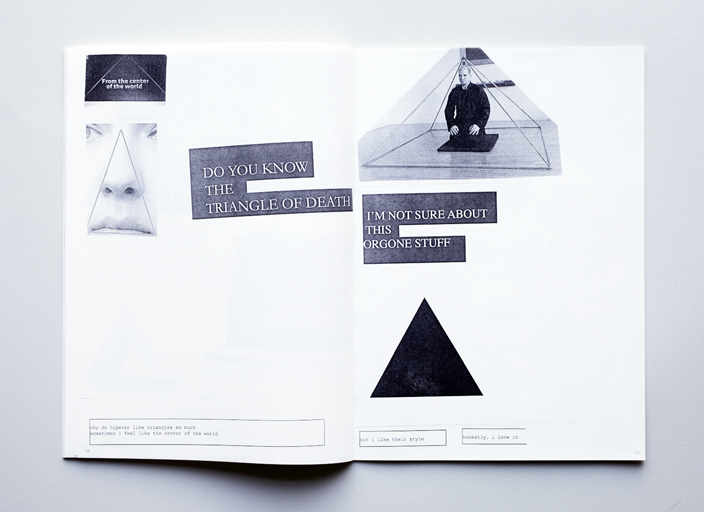 From the center
of the world
DO YOU KNOW
THE
TRIANGLE OF DEATH
why do hipster like triangles so much
sometimes i feel like the center of the world
I'M NOT SURE ABOUT
THIS
ORGONE STUFF
but i like their style
honestly, i love it